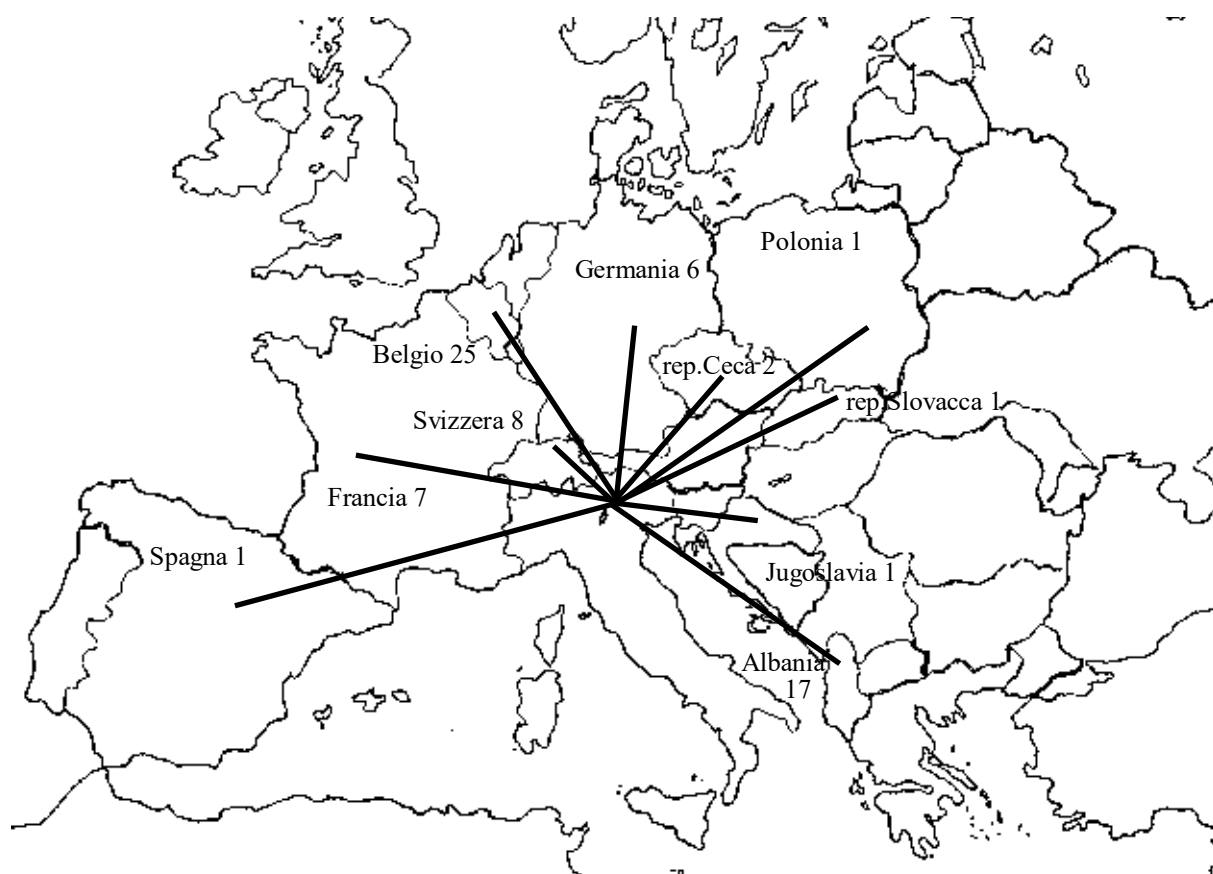 Polonia 1
Germania 6
Belgio 25
rep.Ceca 2
rep.Slovacca 1
Svizzera 8
Francia 7
Spagna 1
Jugoslavia 1
Albania
17